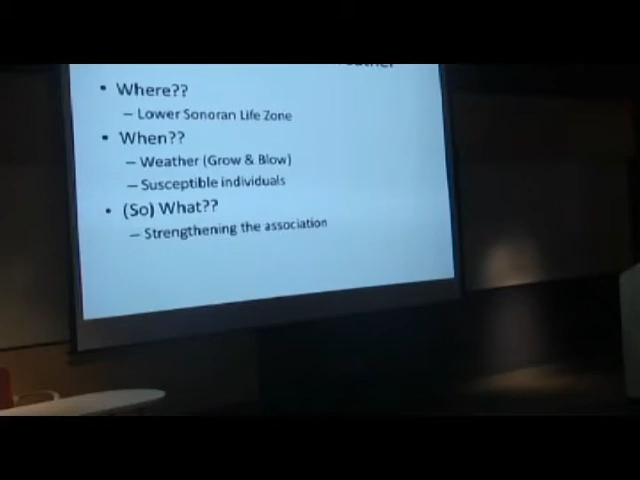 • Where??
– Lower Sonoran Life Zone
• When??
– Weather (Grow & Blow)
– Susceptible individuals
• (So) What??
– Strengthening the association